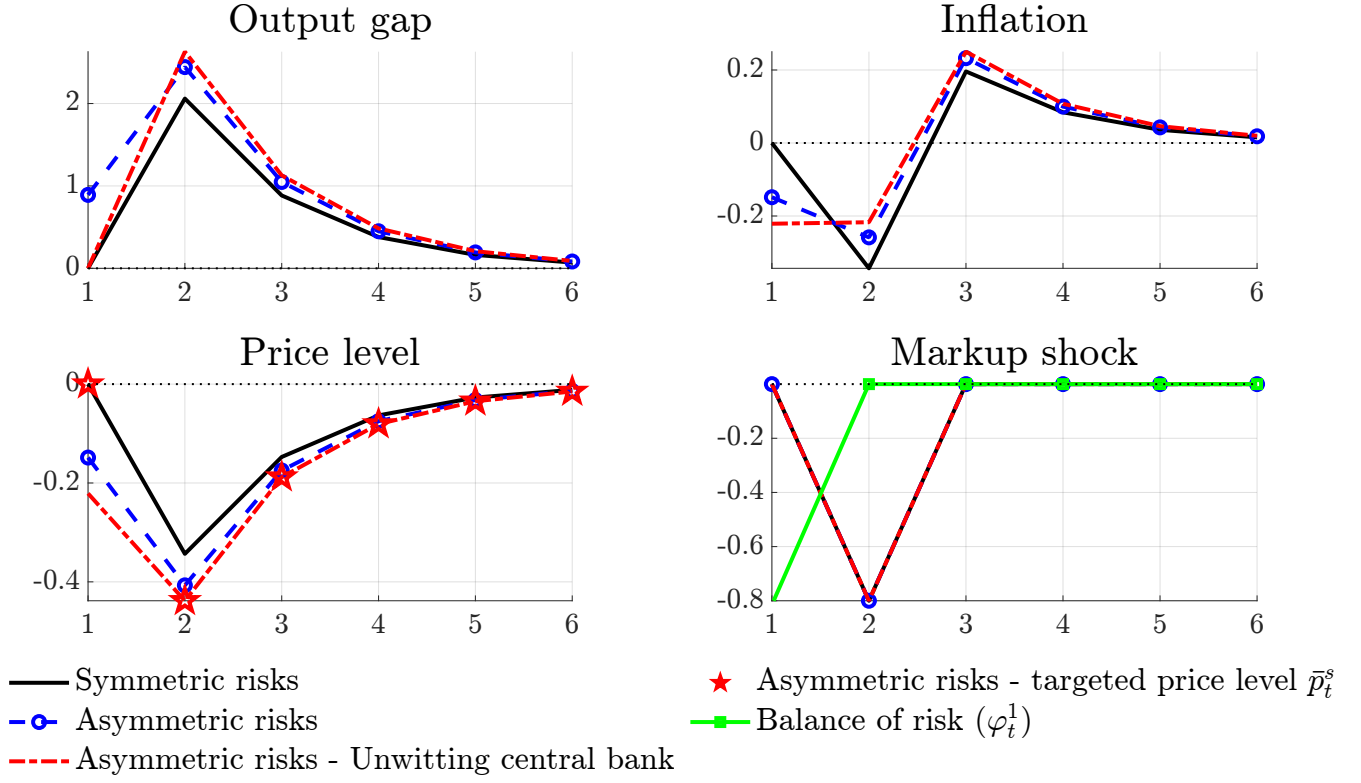 Output gap
2
1
0
1 2 3 4 5 6
Inflation
0.2
0
-0.2
1 2 3 4 5 6
Price level
0
-0.2
-0.4
1 2 3 4 5 6
Markup shock
-0.2
-0.4
-0.6
-0.8
1 2 3 4 5 6
Symmetric risks
Asymmetric risks
Asymmetric risks - Unwitting central bank
Asymmetric risks - targeted price level p̄ₜˢ
Balance of risk (φₜ¹)